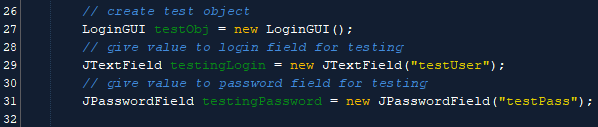 26 // create test object
27 LoginGUI testObj = new LoginGUI();
28 // give value to login field for testing
29 JTextField testingLogin = new JTextField("testUser");
30 // give value to password field for testing
31 JPasswordField testingPassword = new JPasswordField("testPass");
32